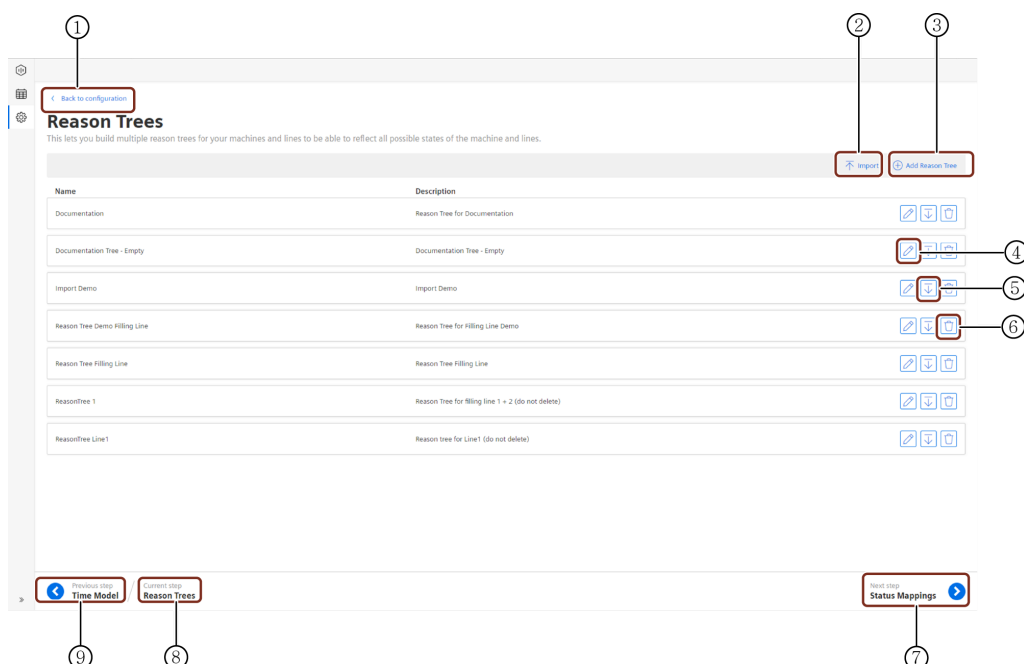 ① ② ③
< Back to configuration
Reason Trees
This lets you build multiple reason trees for your machines and lines to be able to reflect all possible states of the machine and lines.
Import Add Reason Tree
Name Description
Documentation Reason Tree for Documentation
Documentation Tree - Empty Documentation Tree - Empty ④
Import Demo Import Demo ⑤
Reason Tree Demo Filling Line Reason Tree for Filling Line Demo ⑥
Reason Tree Filling Line Reason Tree Filling Line
ReasonTree 1 Reason Tree for filling line 1 + 2 (do not delete)
ReasonTree Line1 Reason tree for Line1 (do not delete)
Previous step / Current step Next step
Time Model Reason Trees Status Mappings
»
⑨ ⑧ ⑦